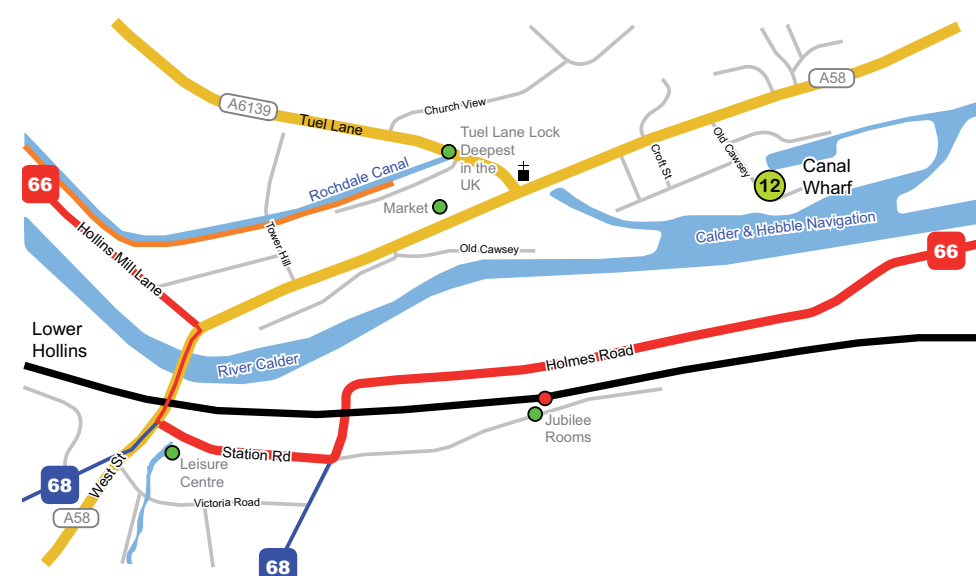 A58
A6139
Church View
Tuel Lane
Tuel Lane Lock
Deepest
in the
UK
Old Cawsey
Croft St
Canal
Wharf
12
Rochdale Canal
66
Market
Hollins Mill Lane
Tower Hill
Old Cawsey
Calder & Hebble Navigation
66
Lower
Hollins
River Calder
Holmes Road
Jubilee
Rooms
Station Rd
Leisure
Centre
West St
68
Victoria Road
A58
68